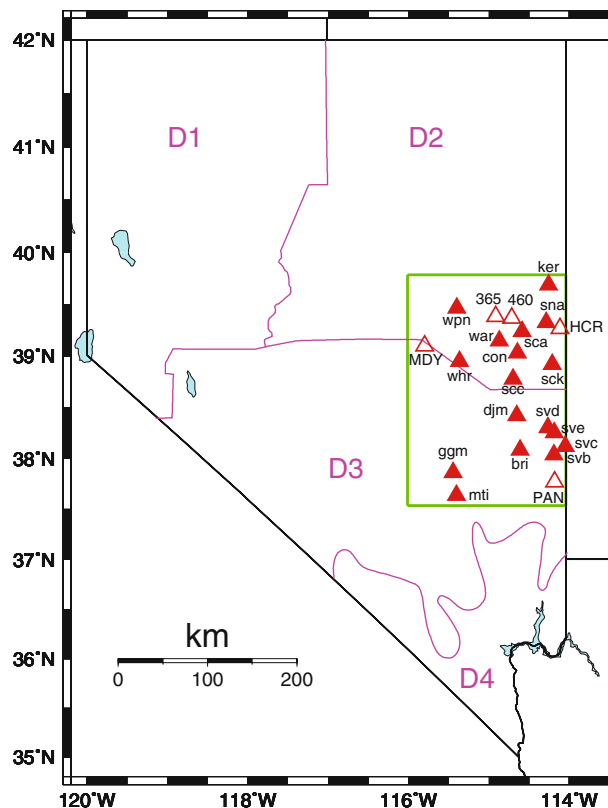 42°N
D1
D2
41°N
40°N
ker
365 460
sna
wpn
HCR
war
sca
39°N
MDY
con
whr
scc
sck
djm
svd
sve
38°N
D3
ggm
bri
svc
svb
mti
PAN
37°N
km
36°N
0 100 200
D4
35°N
120°W 118°W 116°W 114°W